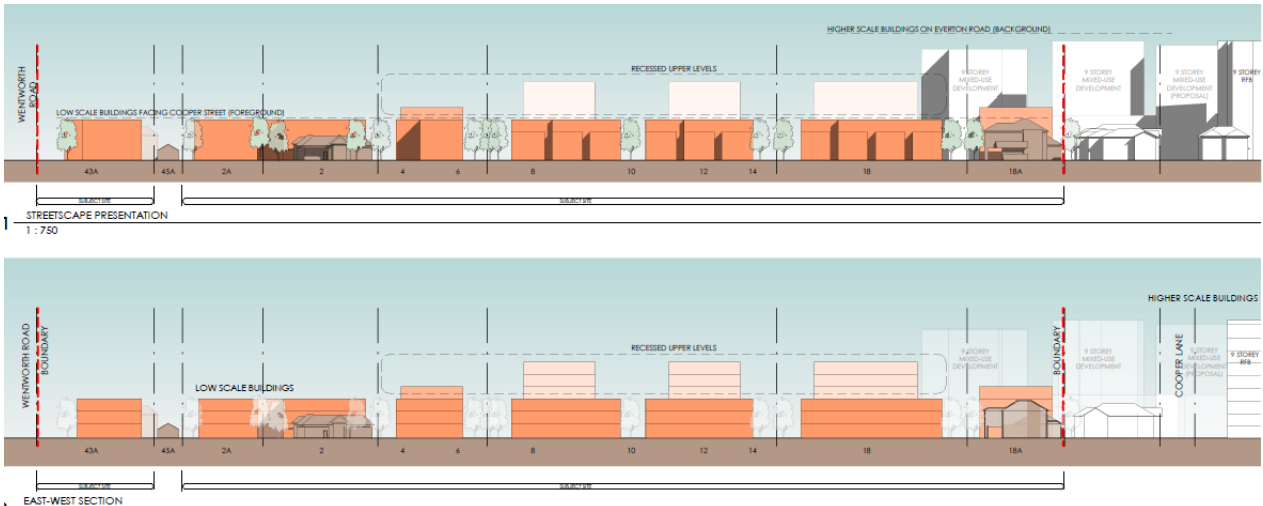 HIGHER SCALE BUILDINGS ON EVERTON ROAD (BACKGROUND)
RECESSED UPPER LEVELS
WENTWORTH
ROAD
LOW SCALE BUILDINGS FACING COOPER STREET (FOREGROUND)
9 STOREY
MIXED-USE
DEVELOPMENT
9 STOREY
MIXED-USE
DEVELOPMENT
9 STOREY
MIXED-USE
DEVELOPMENT
(PROPOSAL)
9 STOREY
RFB
43A
45A
2A
2
4
6
8
10
12
14
18
18A
SUBJECT SITE
SUBJECT SITE
1
STREETSCAPE PRESENTATION
1 : 750
HIGHER SCALE BUILDINGS
WENTWORTH ROAD
BOUNDARY
RECESSED UPPER LEVELS
LOW SCALE BUILDINGS
9 STOREY
MIXED-USE
DEVELOPMENT
BOUNDARY
9 STOREY
MIXED-USE
DEVELOPMENT
COOPER LANE
9 STOREY
MIXED-USE
DEVELOPMENT
(PROPOSAL)
9 STOREY
RFB
43A
45A
2A
2
4
6
8
10
12
14
18
18A
SUBJECT SITE
SUBJECT SITE
EAST-WEST SECTION